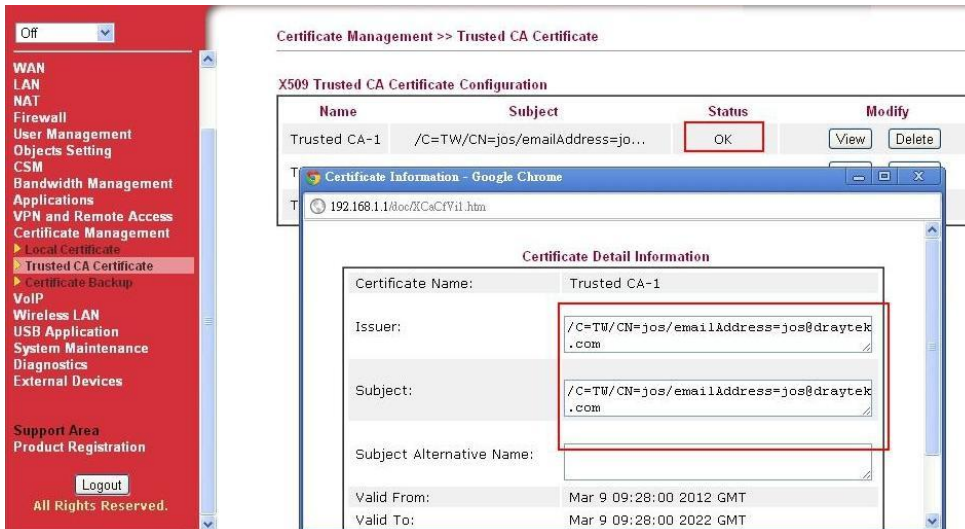 Off
WAN
LAN
NAT
Firewall
User Management
Objects Setting
CSM
Bandwidth Management
Applications
VPN and Remote Access
Certificate Management
Local Certificate
Trusted CA Certificate
Certificate Backup
VoIP
Wireless LAN
USB Application
System Maintenance
Diagnostics
External Devices
Support Area
Product Registration
Logout
All Rights Reserved.
Certificate Management >> Trusted CA Certificate
X509 Trusted CA Certificate Configuration
Name Subject Status Modify
Trusted CA-1 /C=TW/CN=jos/emailAddress=jo... OK View Delete
T
T
Certificate Information - Google Chrome
192.168.1.1/doc/XCaCfVi1.htm
Certificate Detail Information
Certificate Name: Trusted CA-1
Issuer: /C=TW/CN=jos/emailAddress=jos@draytek
.com
Subject: /C=TW/CN=jos/emailAddress=jos@draytek
.com
Subject Alternative Name:
Valid From: Mar 9 09:28:00 2012 GMT
Valid To: Mar 9 09:28:00 2022 GMT